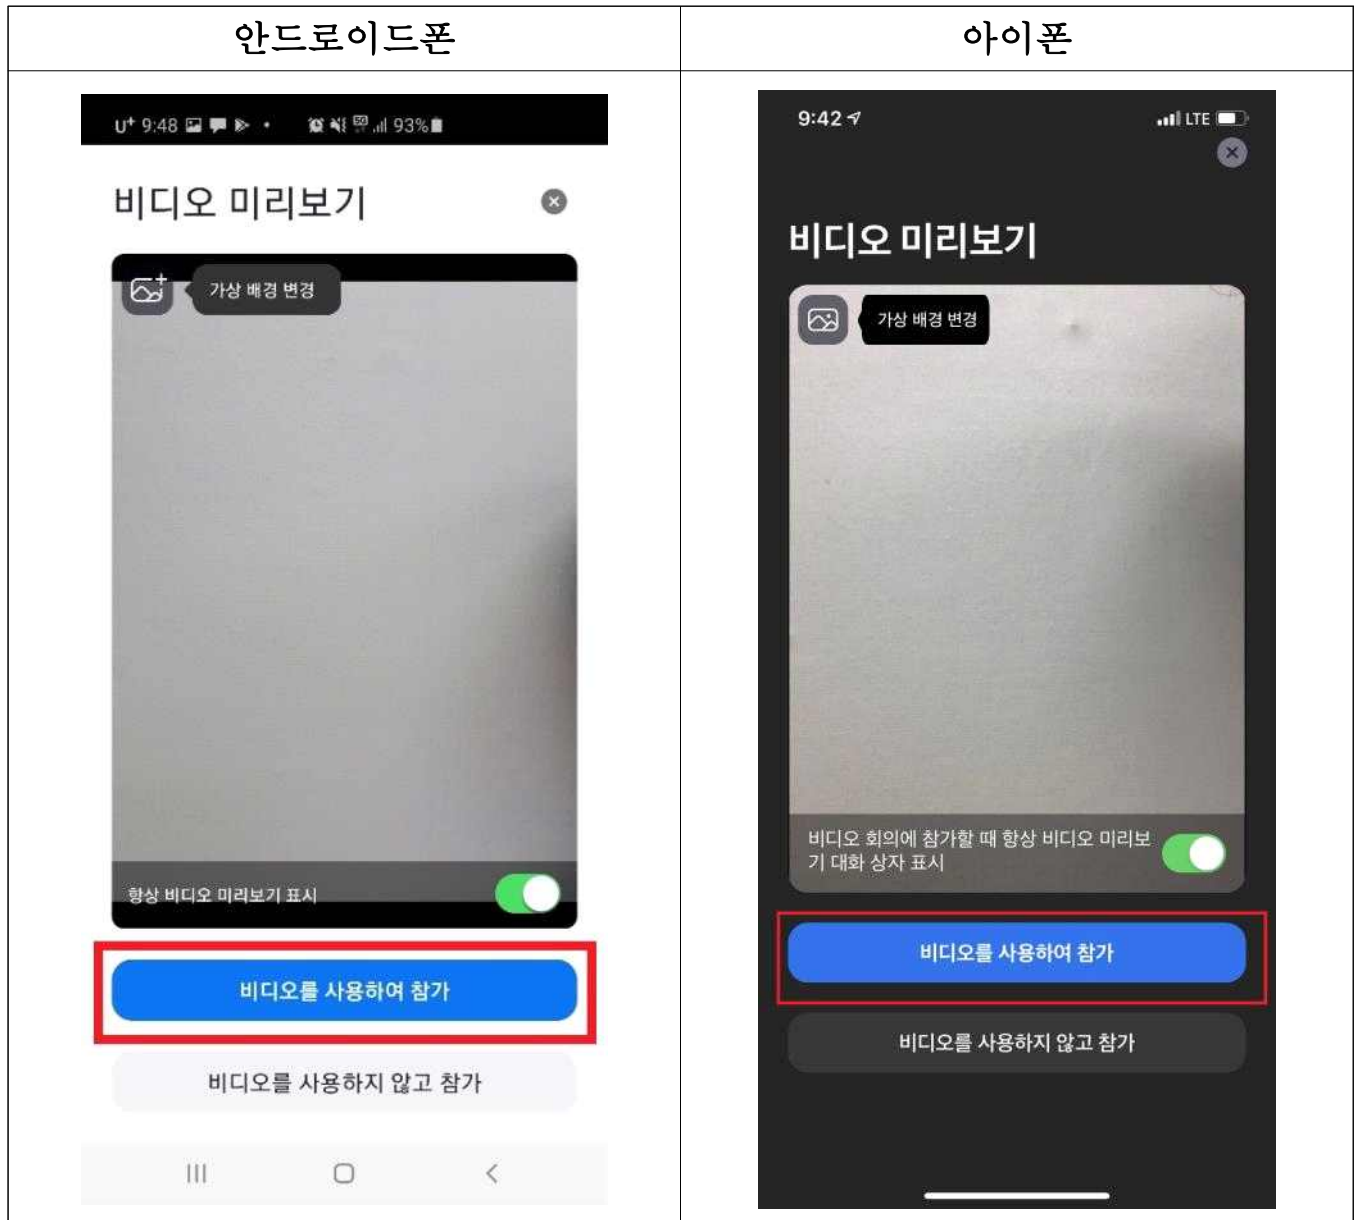 안드로이드폰
아이폰
U+ 9:48 93%
비디오 미리보기
가상 배경 변경
항상 비디오 미리보기 표시
비디오를 사용하여 참가
비디오를 사용하지 않고 참가
9:42 LTE
비디오 미리보기
가상 배경 변경
비디오 회의에 참가할 때 항상 비디오 미리보
기 대화 상자 표시
비디오를 사용하여 참가
비디오를 사용하지 않고 참가